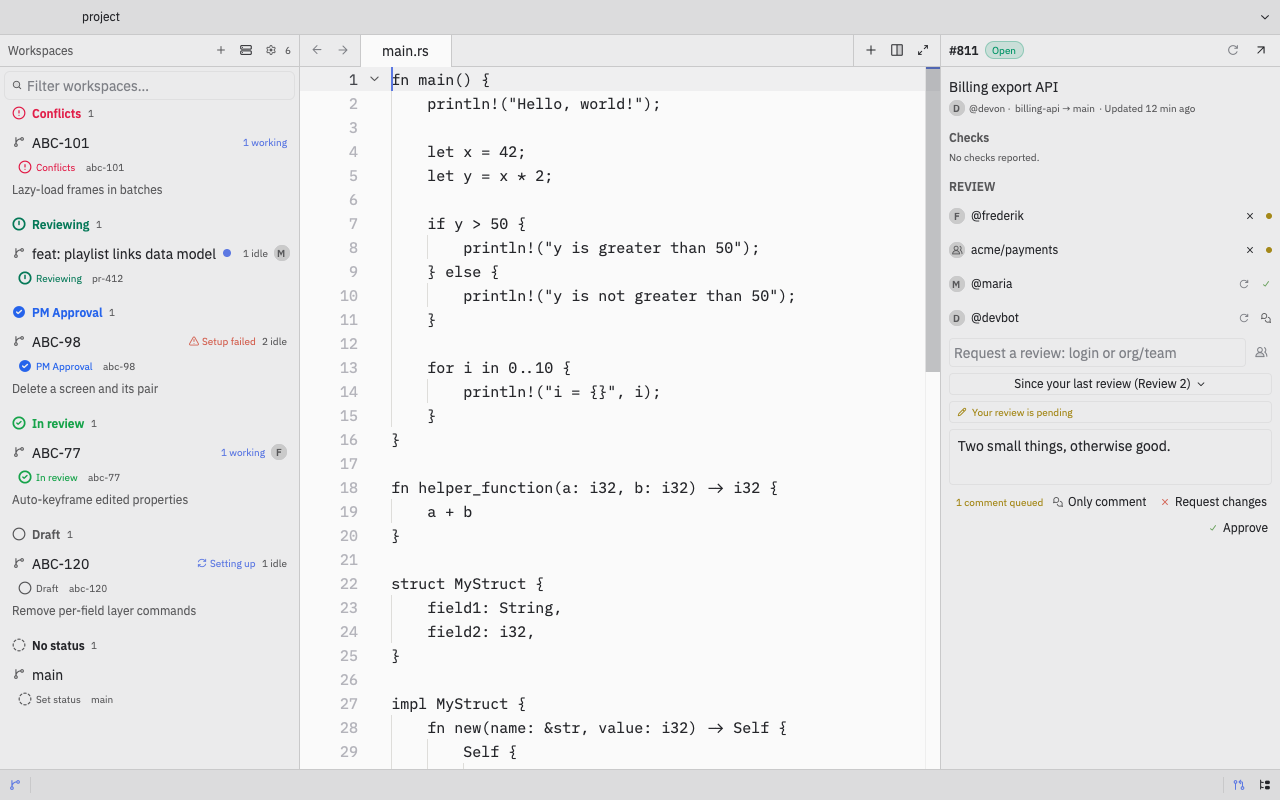 project
Workspaces
6
Filter workspaces...
Conflicts 1
ABC-101 1 working
Conflicts abc-101
Lazy-load frames in batches
Reviewing 1
feat: playlist links data model 1 idle M
Reviewing pr-412
PM Approval 1
ABC-98 Setup failed 2 idle
PM Approval abc-98
Delete a screen and its pair
In review 1
ABC-77 1 working F
In review abc-77
Auto-keyframe edited properties
Draft 1
ABC-120 Setting up 1 idle
Draft abc-120
Remove per-field layer commands
No status 1
main
Set status main
main.rs
1 fn main() {
2 println!("Hello, world!");
3
4 let x = 42;
5 let y = x * 2;
6
7 if y > 50 {
8 println!("y is greater than 50");
9 } else {
10 println!("y is not greater than 50");
11 }
12
13 for i in 0..10 {
14 println!("i = {}", i);
15 }
16 }
17
18 fn helper_function(a: i32, b: i32) -> i32 {
19 a + b
20 }
21
22 struct MyStruct {
23 field1: String,
24 field2: i32,
25 }
26
27 impl MyStruct {
28 fn new(name: &str, value: i32) -> Self {
29 Self {
#811 Open
Billing export API
D @devon · billing-api → main · Updated 12 min ago
Checks
No checks reported.
REVIEW
F @frederik
acme/payments
M @maria
D @devbot
Request a review: login or org/team
Since your last review (Review 2)
Your review is pending
Two small things, otherwise good.
1 comment queued Only comment Request changes
Approve